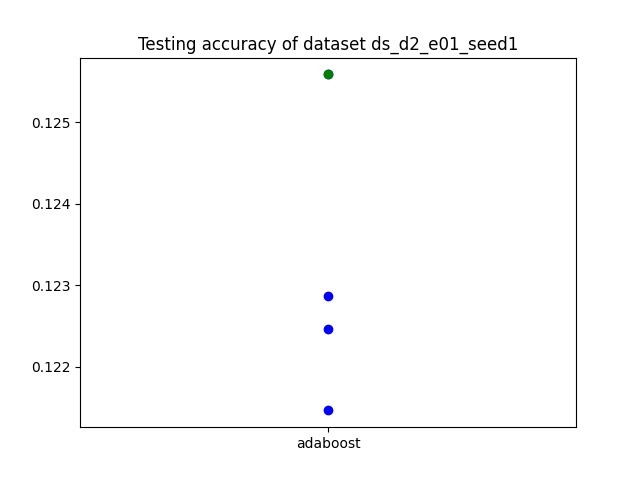 Testing accuracy of dataset ds_d2_e01_seed1
0.125
0.124
0.123
0.122
adaboost